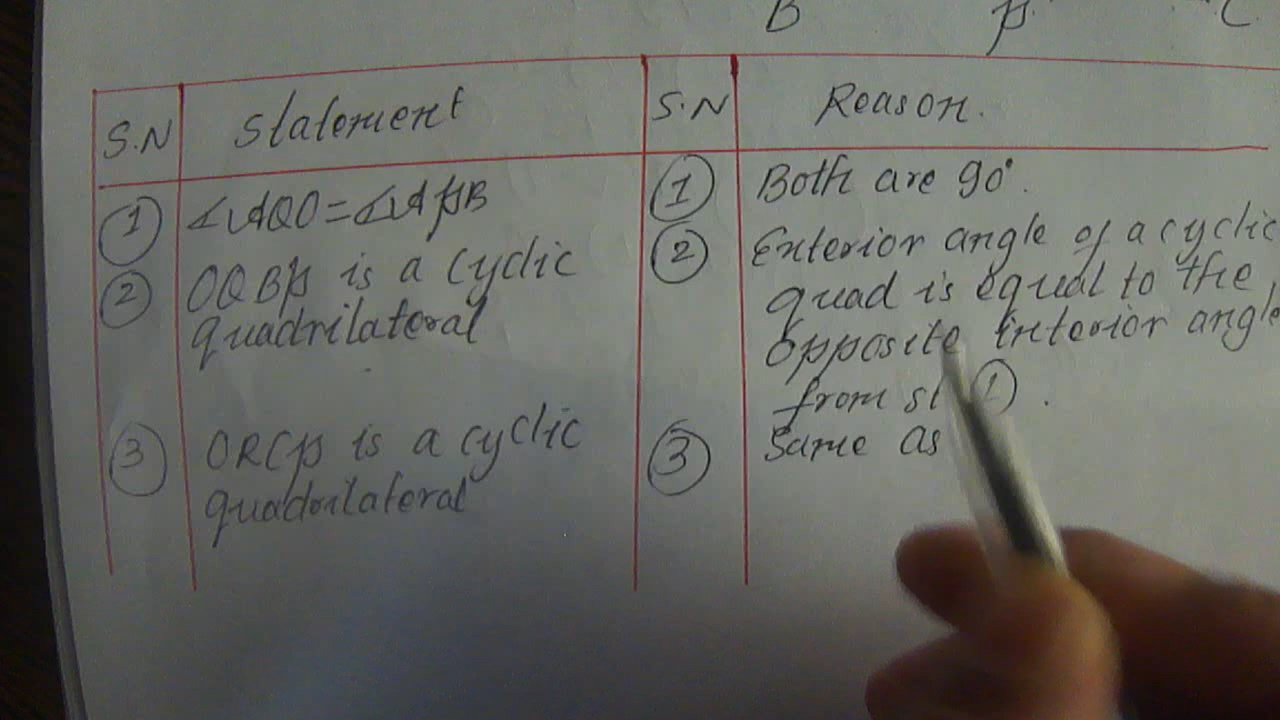 B p C
S.N Statement S.N Reason.
1 ∠AQO = ∠APB 1 Both are 90°.
2 OQBP is a cyclic 2 Exterior angle of a cyclic
quadrilateral quad is equal to the
opposite interior angle
from st 1 .
3 ORCP is a cyclic 3 Same as
quadrilateral